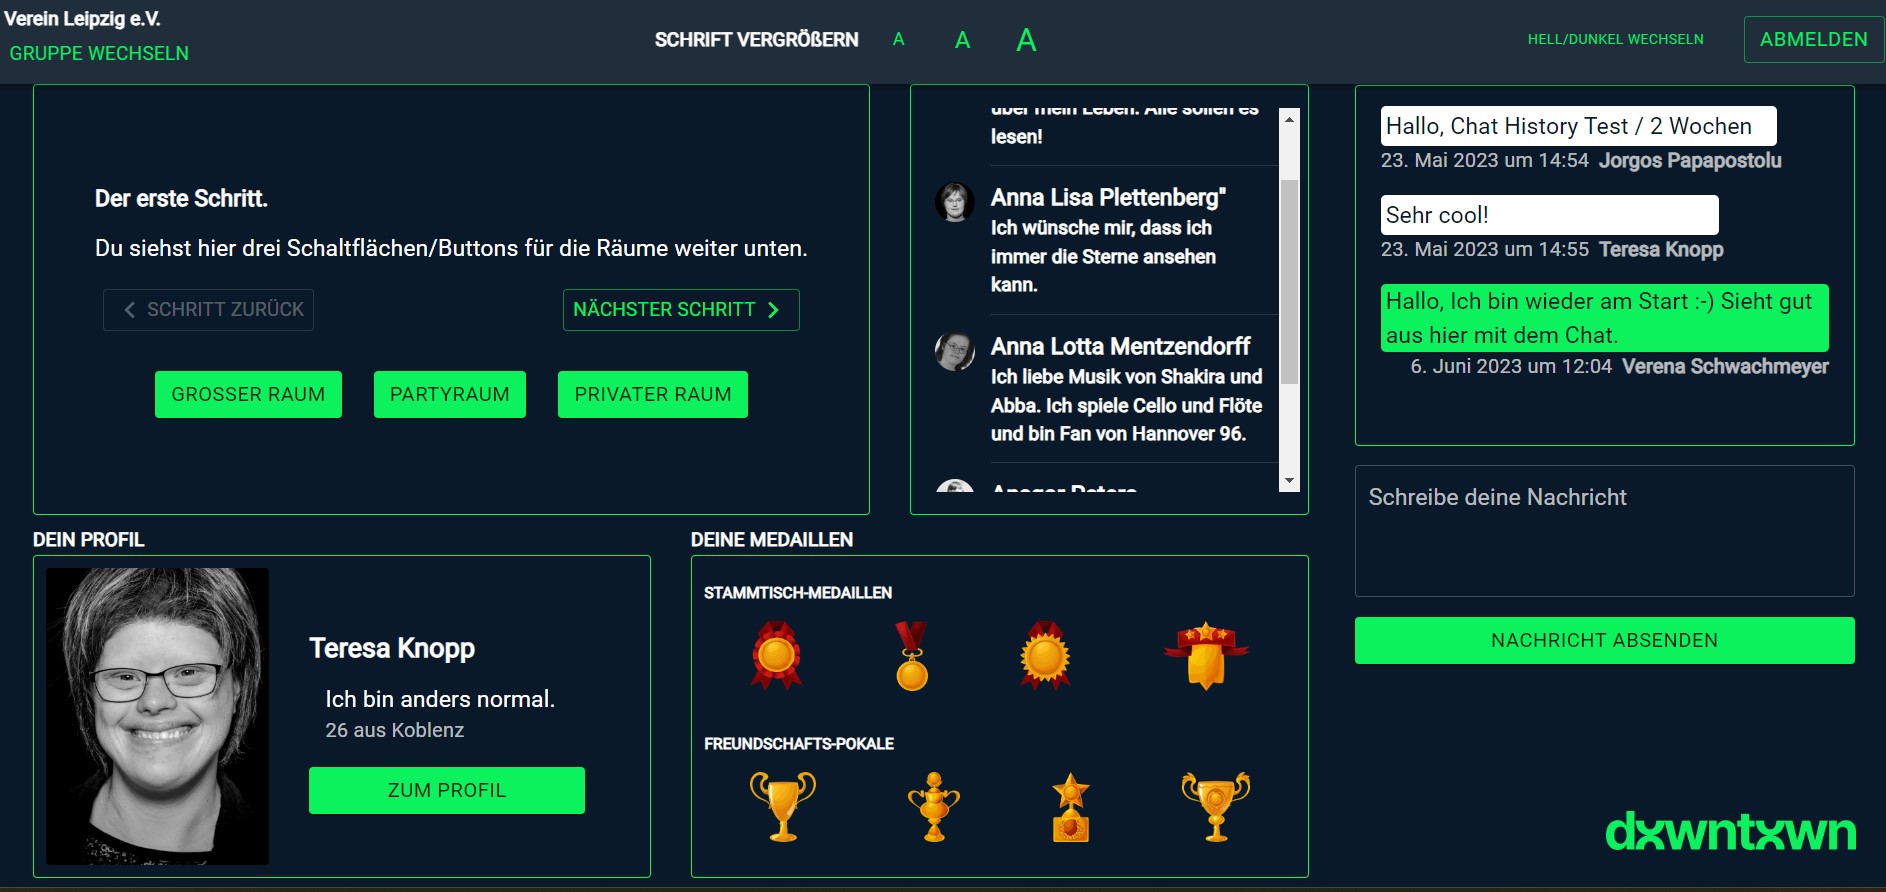 Verein Leipzig e.V.
GRUPPE WECHSELN
SCHRIFT VERGRÖßERN A A A
HELL/DUNKEL WECHSELN
ABMELDEN
Der erste Schritt.
Du siehst hier drei Schaltflächen/Buttons für die Räume weiter unten.
SCHRITT ZURÜCK
NÄCHSTER SCHRITT
GROSSER RAUM
PARTYRAUM
PRIVATER RAUM
über mein Leben. Alle sollen es
lesen!
Anna Lisa Plettenberg"
Ich wünsche mir, dass ich
immer die Sterne ansehen
kann.
Anna Lotta Mentzendorff
Ich liebe Musik von Shakira und
Abba. Ich spiele Cello und Flöte
und bin Fan von Hannover 96.
Hallo, Chat History Test / 2 Wochen
23. Mai 2023 um 14:54 Jorgos Papapostolu
Sehr cool!
23. Mai 2023 um 14:55 Teresa Knopp
Hallo, Ich bin wieder am Start :-) Sieht gut
aus hier mit dem Chat.
6. Juni 2023 um 12:04 Verena Schwachmeyer
Schreibe deine Nachricht
NACHRICHT ABSENDEN
DEIN PROFIL
Teresa Knopp
Ich bin anders normal.
26 aus Koblenz
ZUM PROFIL
DEINE MEDAILLEN
STAMMTISCH-MEDAILLEN
FREUNDSCHAFTS-POKALE
downtown